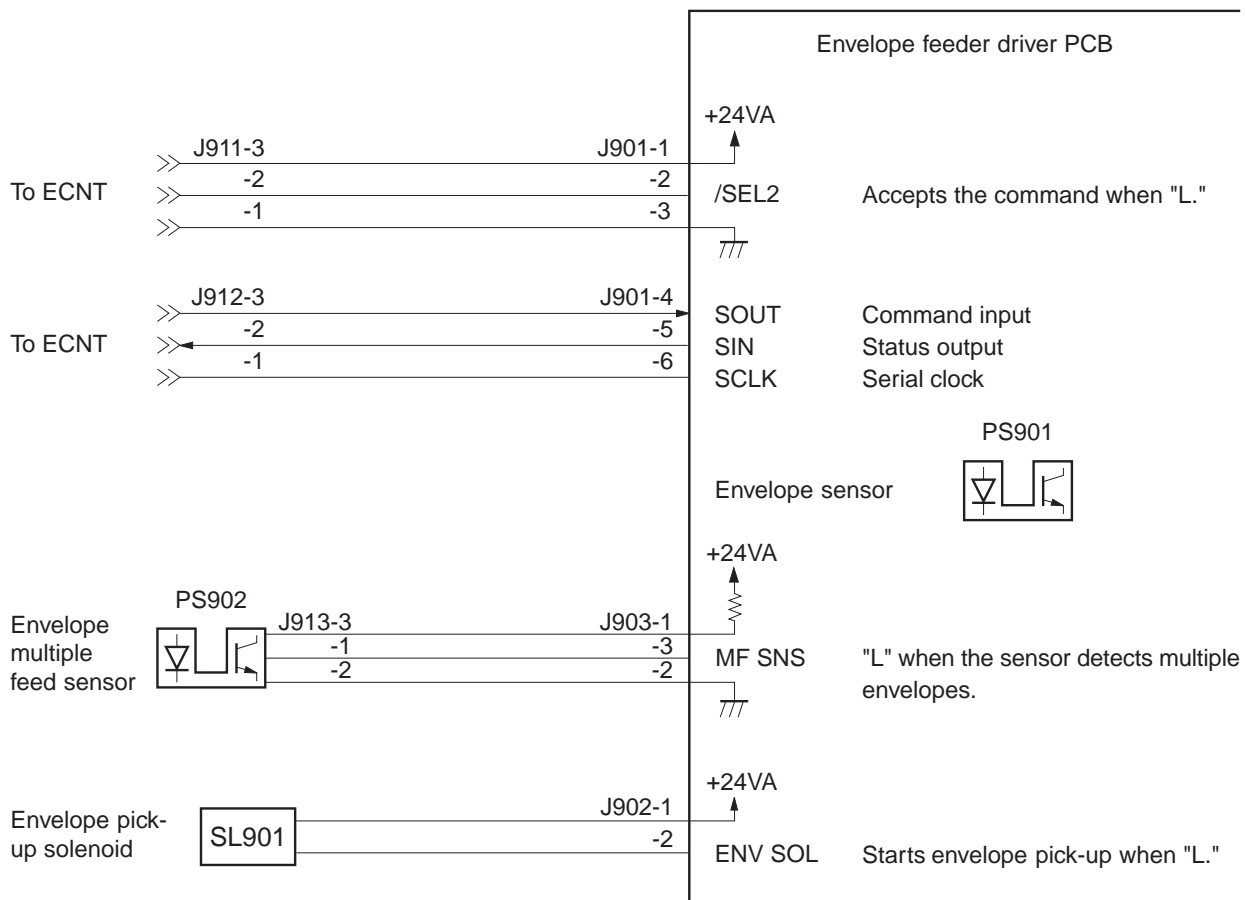 Envelope feeder driver PCB
+24VA
J911-3 J901-1
To ECNT -2 -2 /SEL2 Accepts the command when "L."
-1 -3
J912-3 J901-4 SOUT Command input
To ECNT -2 -5 SIN Status output
-1 -6 SCLK Serial clock
PS901
Envelope sensor
+24VA
PS902
Envelope
multiple
feed sensor
J913-3 J903-1
-1 -3 MF SNS "L" when the sensor detects multiple
envelopes.
-2 -2
+24VA
Envelope pick-
up solenoid
SL901
J902-1
-2 ENV SOL Starts envelope pick-up when "L."